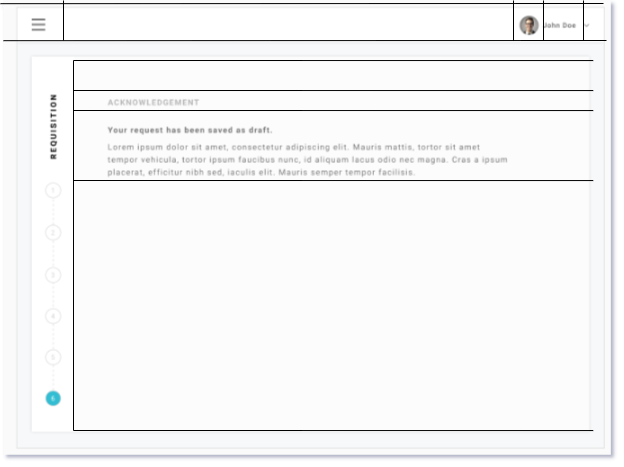 John Doe
REQUISITION
ACKNOWLEDGEMENT
Your request has been saved as draft.
Lorem ipsum dolor sit amet, consectetur adipiscing elit. Mauris mattis, tortor sit amet
tempor vehicula, tortor ipsum faucibus nunc, id aliquam lacus odio nec magna. Cras a ipsum
placerat, efficitur nibh sed, iaculis elit. Mauris semper tempor facilisis.
1
2
3
4
5
6